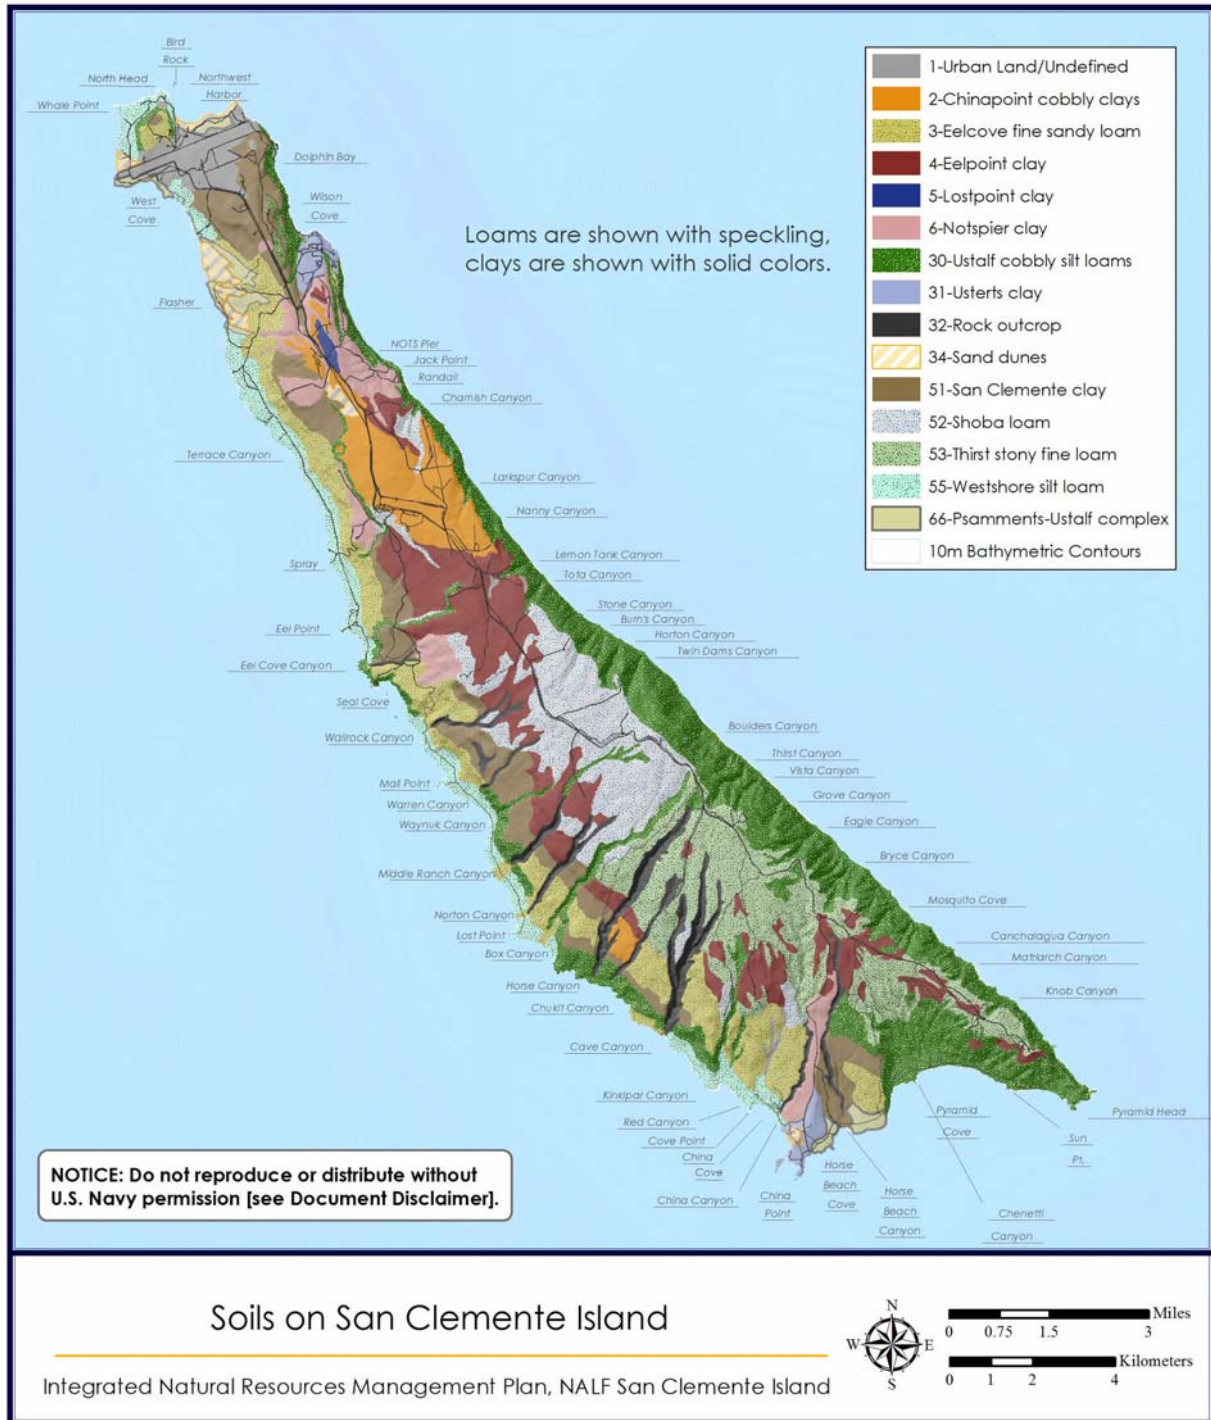 Bird
Rock
North Head
Northwest
Harbor
Whale Point
Dolphin Bay
West
Cove
Wilson
Cove
Flasher
NOTS Pier
Jack Point
Randall
Chamish Canyon
Terrace Canyon
Larkspur Canyon
Nanny Canyon
Lemon Tank Canyon
Tota Canyon
Spray
Stone Canyon
Burn's Canyon
Horton Canyon
Twin Dams Canyon
Eel Point
Eel Cove Canyon
Seal Cove
Wallrock Canyon
Boulders Canyon
Thirst Canyon
Vista Canyon
Grove Canyon
Eagle Canyon
Bryce Canyon
Mail Point
Warren Canyon
Waynuk Canyon
Middle Ranch Canyon
Mosquito Cove
Norton Canyon
Lost Point
Box Canyon
Canchalagua Canyon
Matriarch Canyon
Knob Canyon
Horse Canyon
Chukit Canyon
Cave Canyon
Kinkipar Canyon
Red Canyon
Cove Point
China
Cove
China Canyon
China
Point
Horse
Beach
Cove
Horse
Beach
Canyon
Pyramid
Cove
Sun
Pt.
Pyramid Head
Chenetti
Canyon
Loams are shown with speckling,
clays are shown with solid colors.
1-Urban Land/Undefined
2-Chinapoint cobbly clays
3-Eelcove fine sandy loam
4-Eelpoint clay
5-Lostpoint clay
6-Notspier clay
30-Ustalf cobbly silt loams
31-Usterts clay
32-Rock outcrop
34-Sand dunes
51-San Clemente clay
52-Shoba loam
53-Thirst stony fine loam
55-Westshore silt loam
66-Psamments-Ustalf complex
10m Bathymetric Contours
NOTICE: Do not reproduce or distribute without
U.S. Navy permission [see Document Disclaimer].
Soils on San Clemente Island
Integrated Natural Resources Management Plan, NALF San Clemente Island
N
W E
S
Miles
0 0.75 1.5 3
Kilometers
0 1 2 4